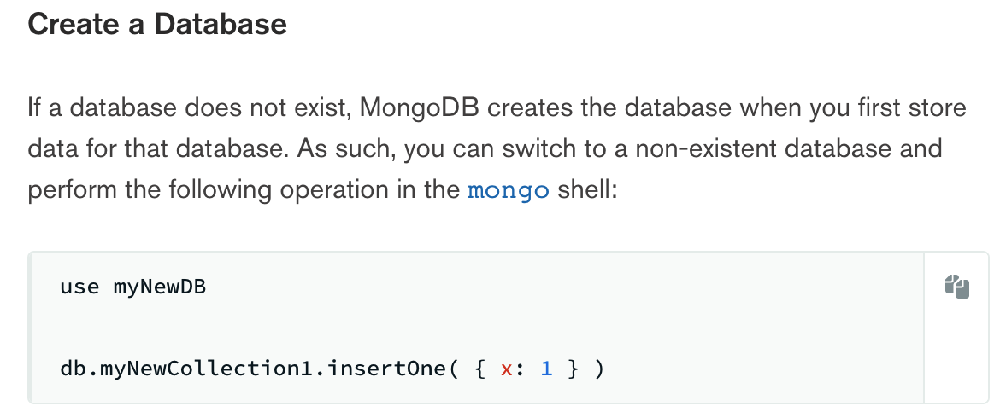 Create a Database
If a database does not exist, MongoDB creates the database when you first store
data for that database. As such, you can switch to a non-existent database and
perform the following operation in the mongo shell:
use myNewDB
db.myNewCollection1.insertOne( { x: 1 } )